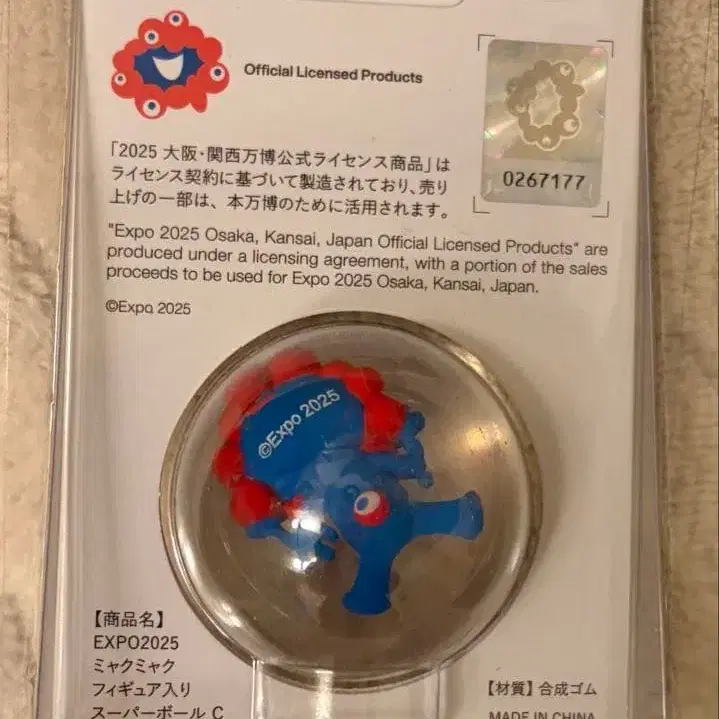 Official Licensed Products
0267177
「2025 大阪・関西万博公式ライセンス商品」は
ライセンス契約に基づいて製造されており、売り
上げの一部は、本万博のために活用されます。
"Expo 2025 Osaka, Kansai, Japan Official Licensed Products" are
produced under a licensing agreement, with a portion of the sales
proceeds to be used for Expo 2025 Osaka, Kansai, Japan.
©Expo 2025
©Expo 2025
【商品名】
EXPO2025
ミャクミャク
フィギュア入り
スーパーボール C
【材質】合成ゴム
MADE IN CHINA